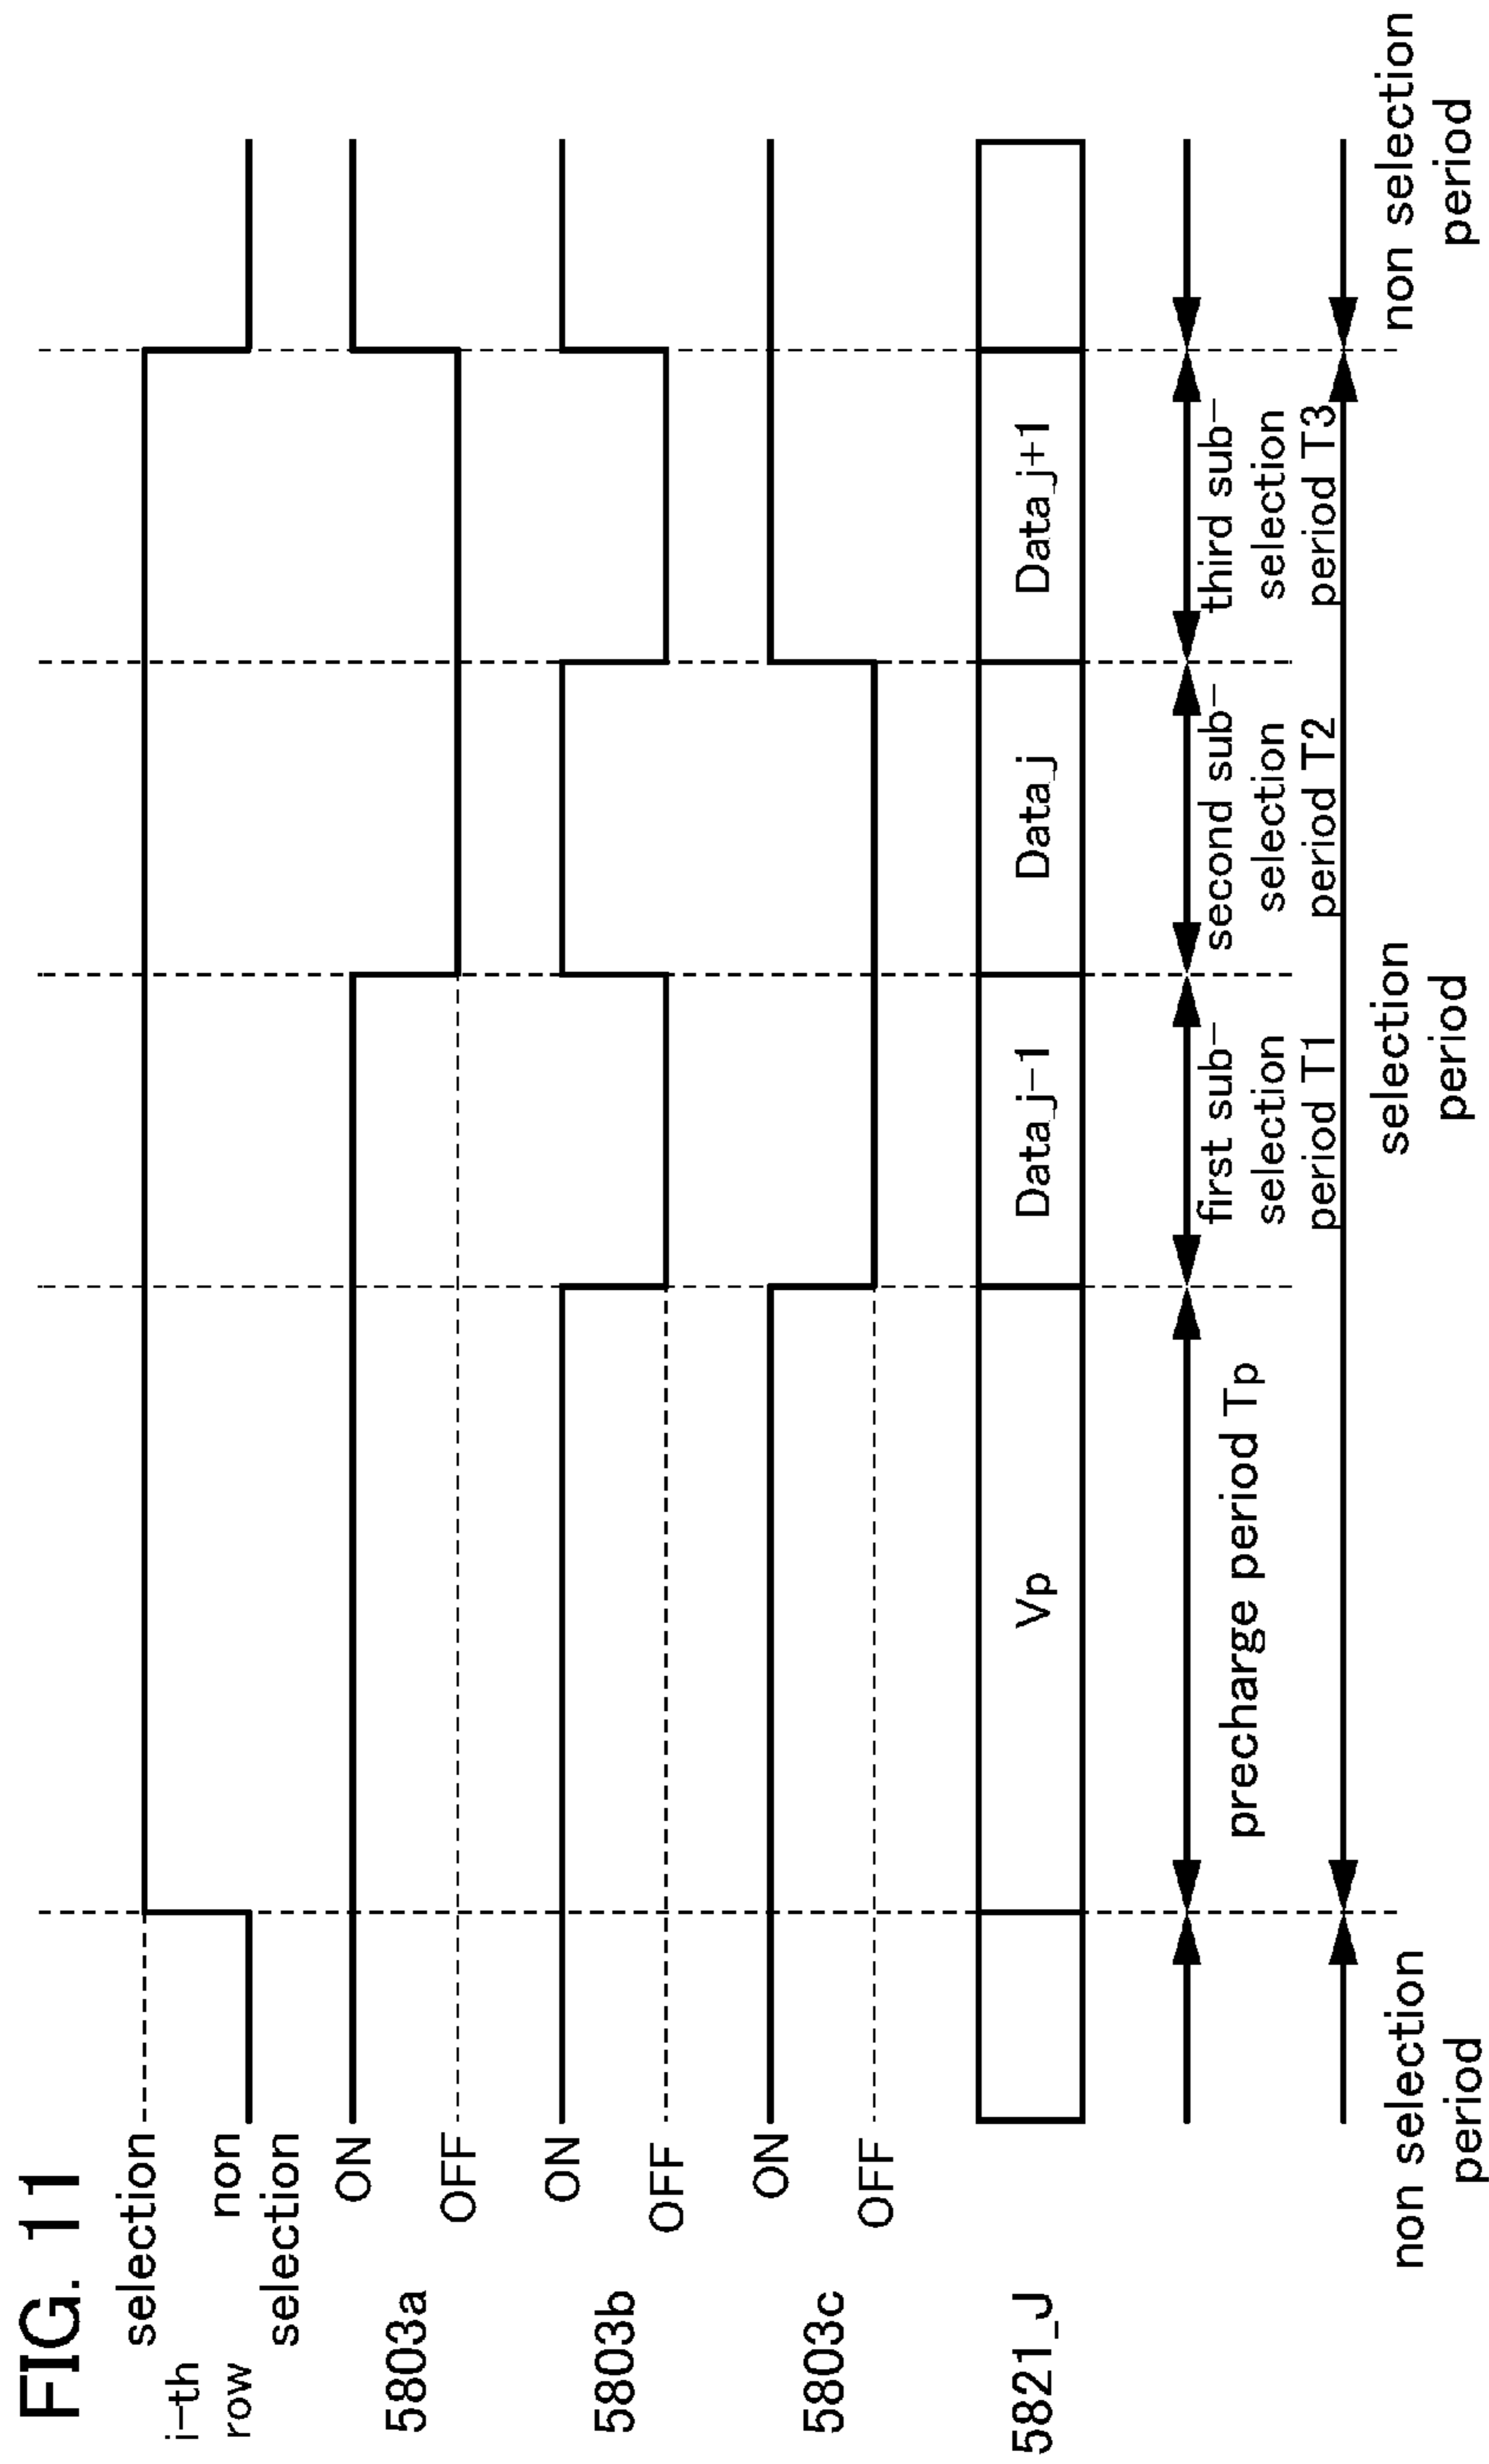 FIG. 11
selection
i-th
row
non
selection
5803a
ON
OFF
5803b
ON
OFF
5803c
ON
OFF
5821_J
Vp
Data_j-1
Data_j
Data_j+1
precharge period Tp
first sub-
selection
period T1
second sub-
selection
period T2
third sub-
selection
period T3
non selection
period
selection
period
non selection
period